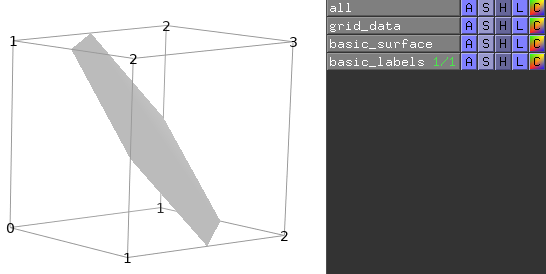 2
1
2
3
0
1
1
2
all A S H L C
grid_data A S H L C
basic_surface A S H L C
basic_labels 1/1 A S H L C